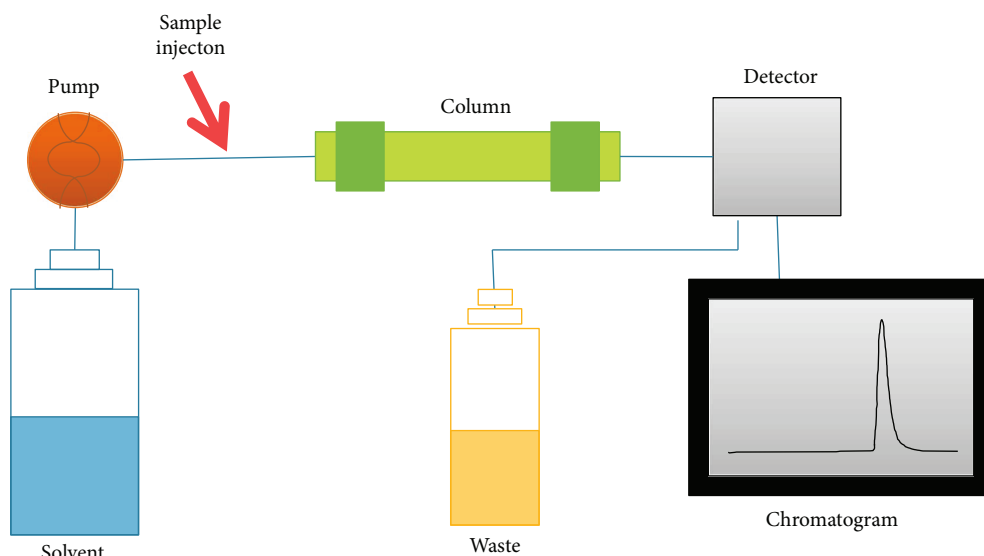 Sample
injecton
Pump
Column
Detector
Solvent
Waste
Chromatogram